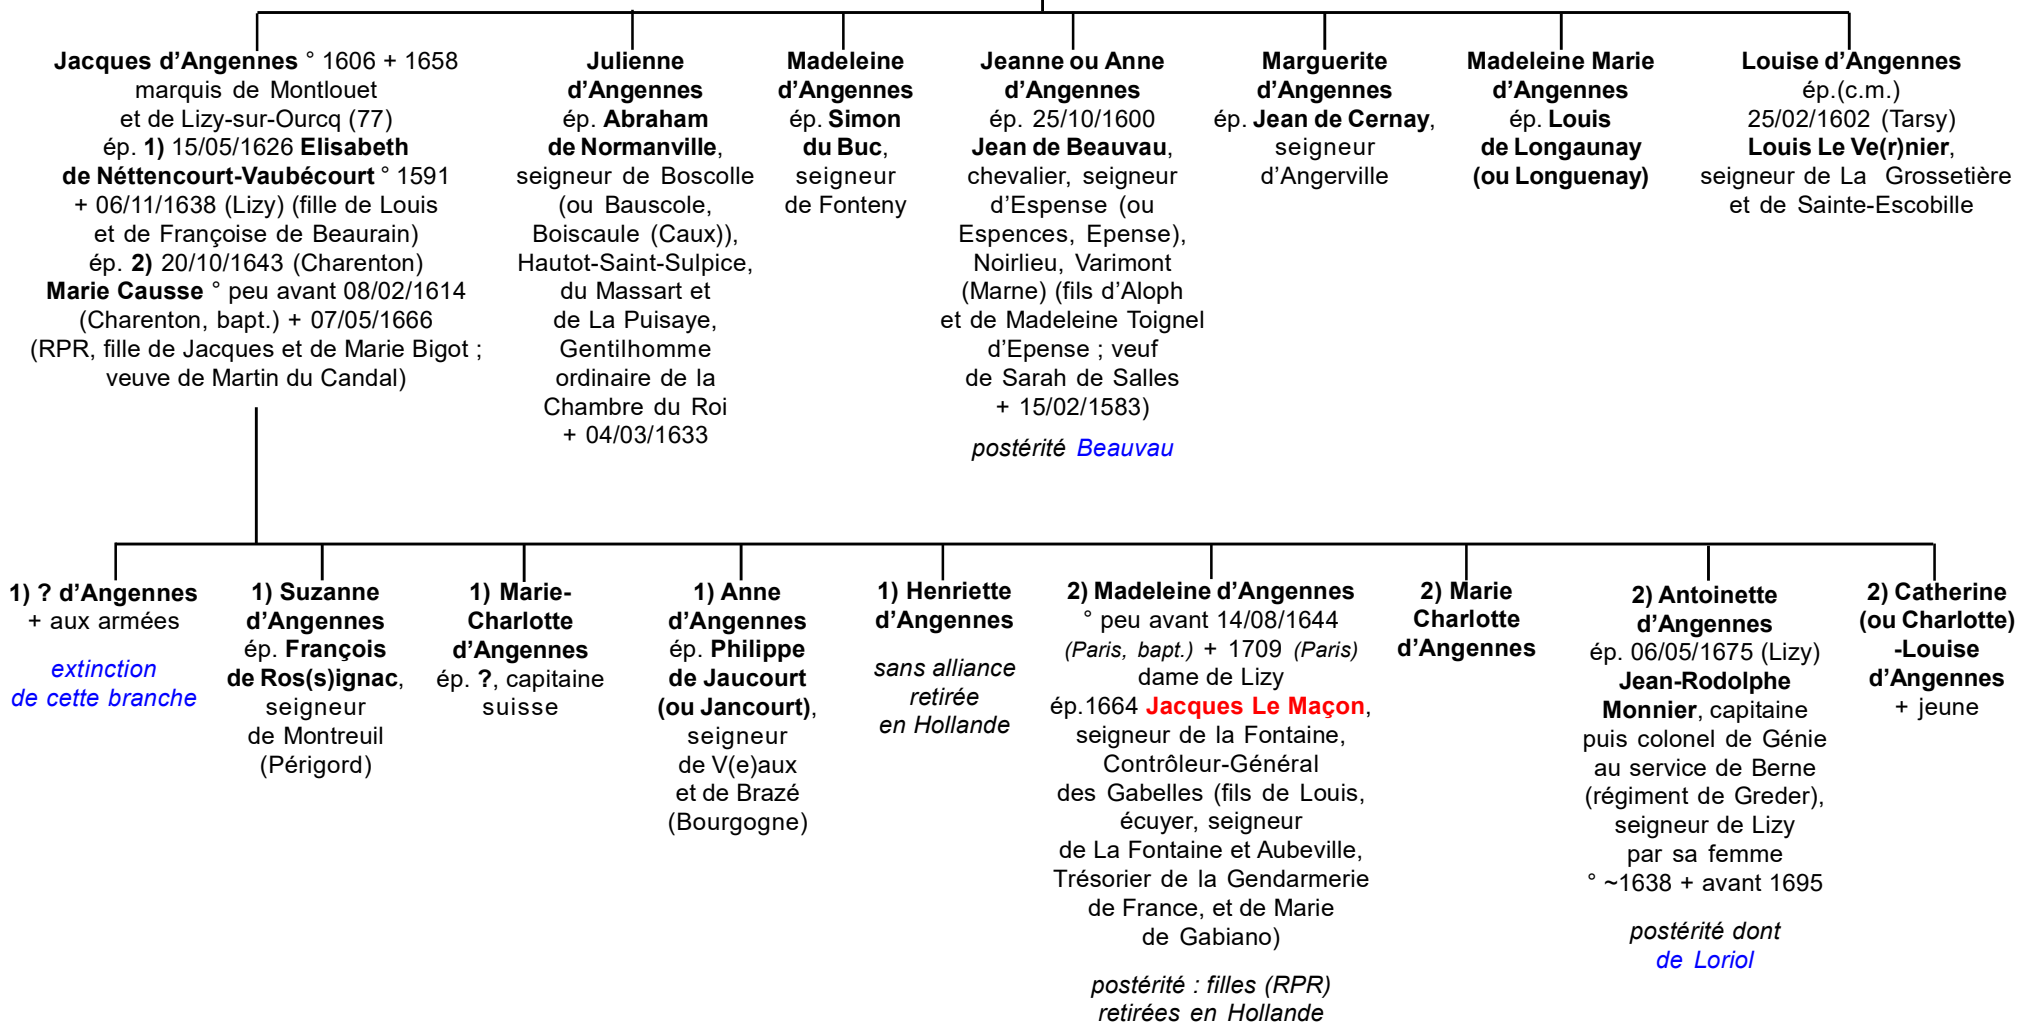 Jacques d’Angennes ° 1606 + 1658
marquis de Montlouet
et de Lizy-sur-Ourcq (77)
ép. 1) 15/05/1626 Elisabeth
de Néttencourt-Vaubécourt ° 1591
+ 06/11/1638 (Lizy) (fille de Louis
et de Françoise de Beaurain)
ép. 2) 20/10/1643 (Charenton)
Marie Causse ° peu avant 08/02/1614
(Charenton, bapt.) + 07/05/1666
(RPR, fille de Jacques et de Marie Bigot ;
veuve de Martin du Candal)
Julienne
d’Angennes
ép. Abraham
de Normanville,
seigneur de Boscolle
(ou Bauscole,
Boiscaule (Caux)),
Hautot-Saint-Sulpice,
du Massart et
de La Puisaye,
Gentilhomme
ordinaire de la
Chambre du Roi
+ 04/03/1633
Madeleine
d’Angennes
ép. Simon
du Buc,
seigneur
de Fonteny
Jeanne ou Anne
d’Angennes
ép. 25/10/1600
Jean de Beauvau,
chevalier, seigneur
d’Espense (ou
Espences, Epense),
Noirlieu, Varimont
(Marne) (fils d’Aloph
et de Madeleine Toignel
d’Epense ; veuf
de Sarah de Salles
+ 15/02/1583)
postérité Beauvau
Marguerite
d’Angennes
ép. Jean de Cernay,
seigneur
d’Angerville
Madeleine Marie
d’Angennes
ép. Louis
de Longaunay
(ou Longuenay)
Louise d’Angennes
ép.(c.m.)
25/02/1602 (Tarsy)
Louis Le Ve(r)nier,
seigneur de La Grossetière
et de Sainte-Escobille
1) ? d’Angennes
+ aux armées
extinction
de cette branche
1) Suzanne
d’Angennes
ép. François
de Ros(s)ignac,
seigneur
de Montreuil
(Périgord)
1) Marie-
Charlotte
d’Angennes
ép. ?, capitaine
suisse
1) Anne
d’Angennes
ép. Philippe
de Jaucourt
(ou Jancourt),
seigneur
de V(e)aux
et de Brazé
(Bourgogne)
1) Henriette
d’Angennes
sans alliance
retirée
en Hollande
2) Madeleine d’Angennes
° peu avant 14/08/1644
(Paris, bapt.) + 1709 (Paris)
dame de Lizy
ép.1664 Jacques Le Maçon,
seigneur de la Fontaine,
Contrôleur-Général
des Gabelles (fils de Louis,
écuyer, seigneur
de La Fontaine et Aubeville,
Trésorier de la Gendarmerie
de France, et de Marie
de Gabiano)
postérité : filles (RPR)
retirées en Hollande
2) Marie
Charlotte
d’Angennes
2) Antoinette
d’Angennes
ép. 06/05/1675 (Lizy)
Jean-Rodolphe
Monnier, capitaine
puis colonel de Génie
au service de Berne
(régiment de Greder),
seigneur de Lizy
par sa femme
° ~1638 + avant 1695
postérité dont
de Loriol
2) Catherine
(ou Charlotte)
-Louise
d’Angennes
+ jeune